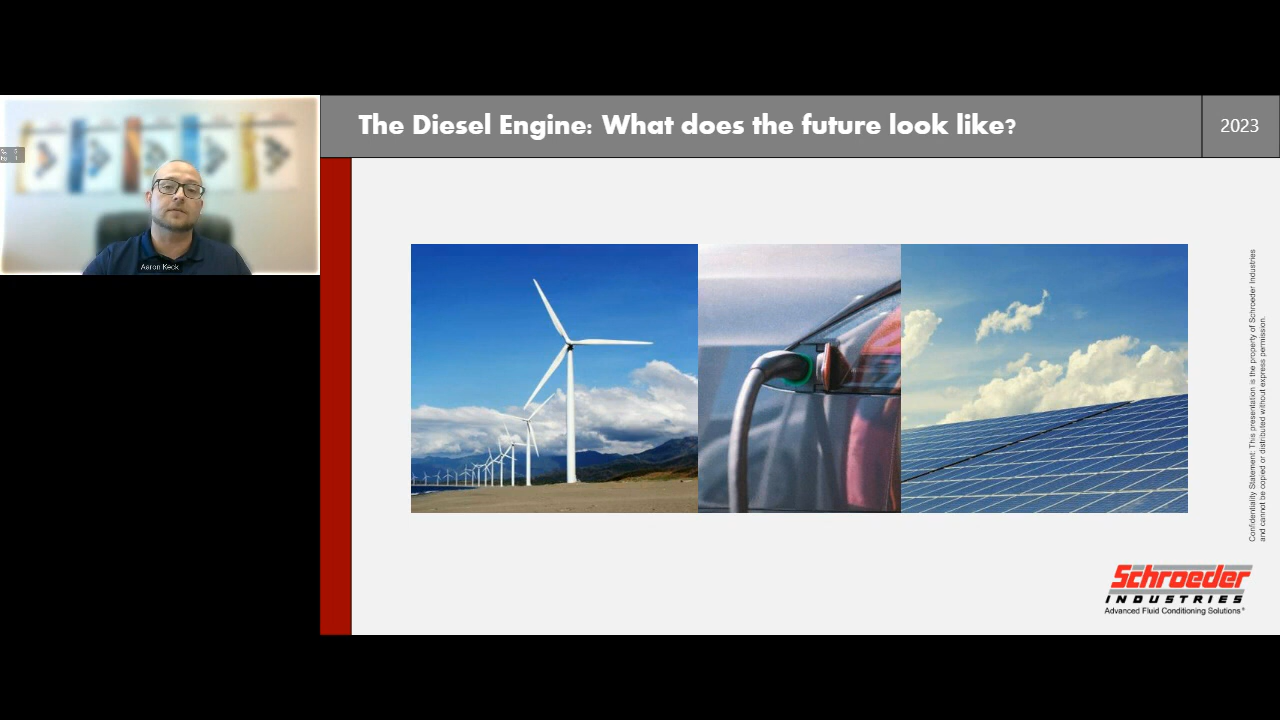 The Diesel Engine: What does the future look like?
2023
Aaron Keck
Confidentiality Statement: This presentation is the property of Schroeder Industries
and cannot be copied or distributed without express permission.
Schroeder
INDUSTRIES
Advanced Fluid Conditioning Solutions®